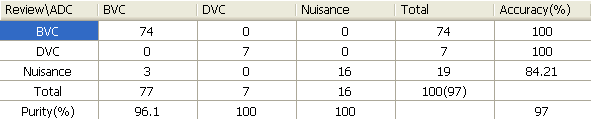 Review\ADC BVC DVC Nuisance Total Accuracy(%)
BVC 74 0 0 74 100
DVC 0 7 0 7 100
Nuisance 3 0 16 19 84.21
Total 77 7 16 100(97)
Purity(%) 96.1 100 100 97